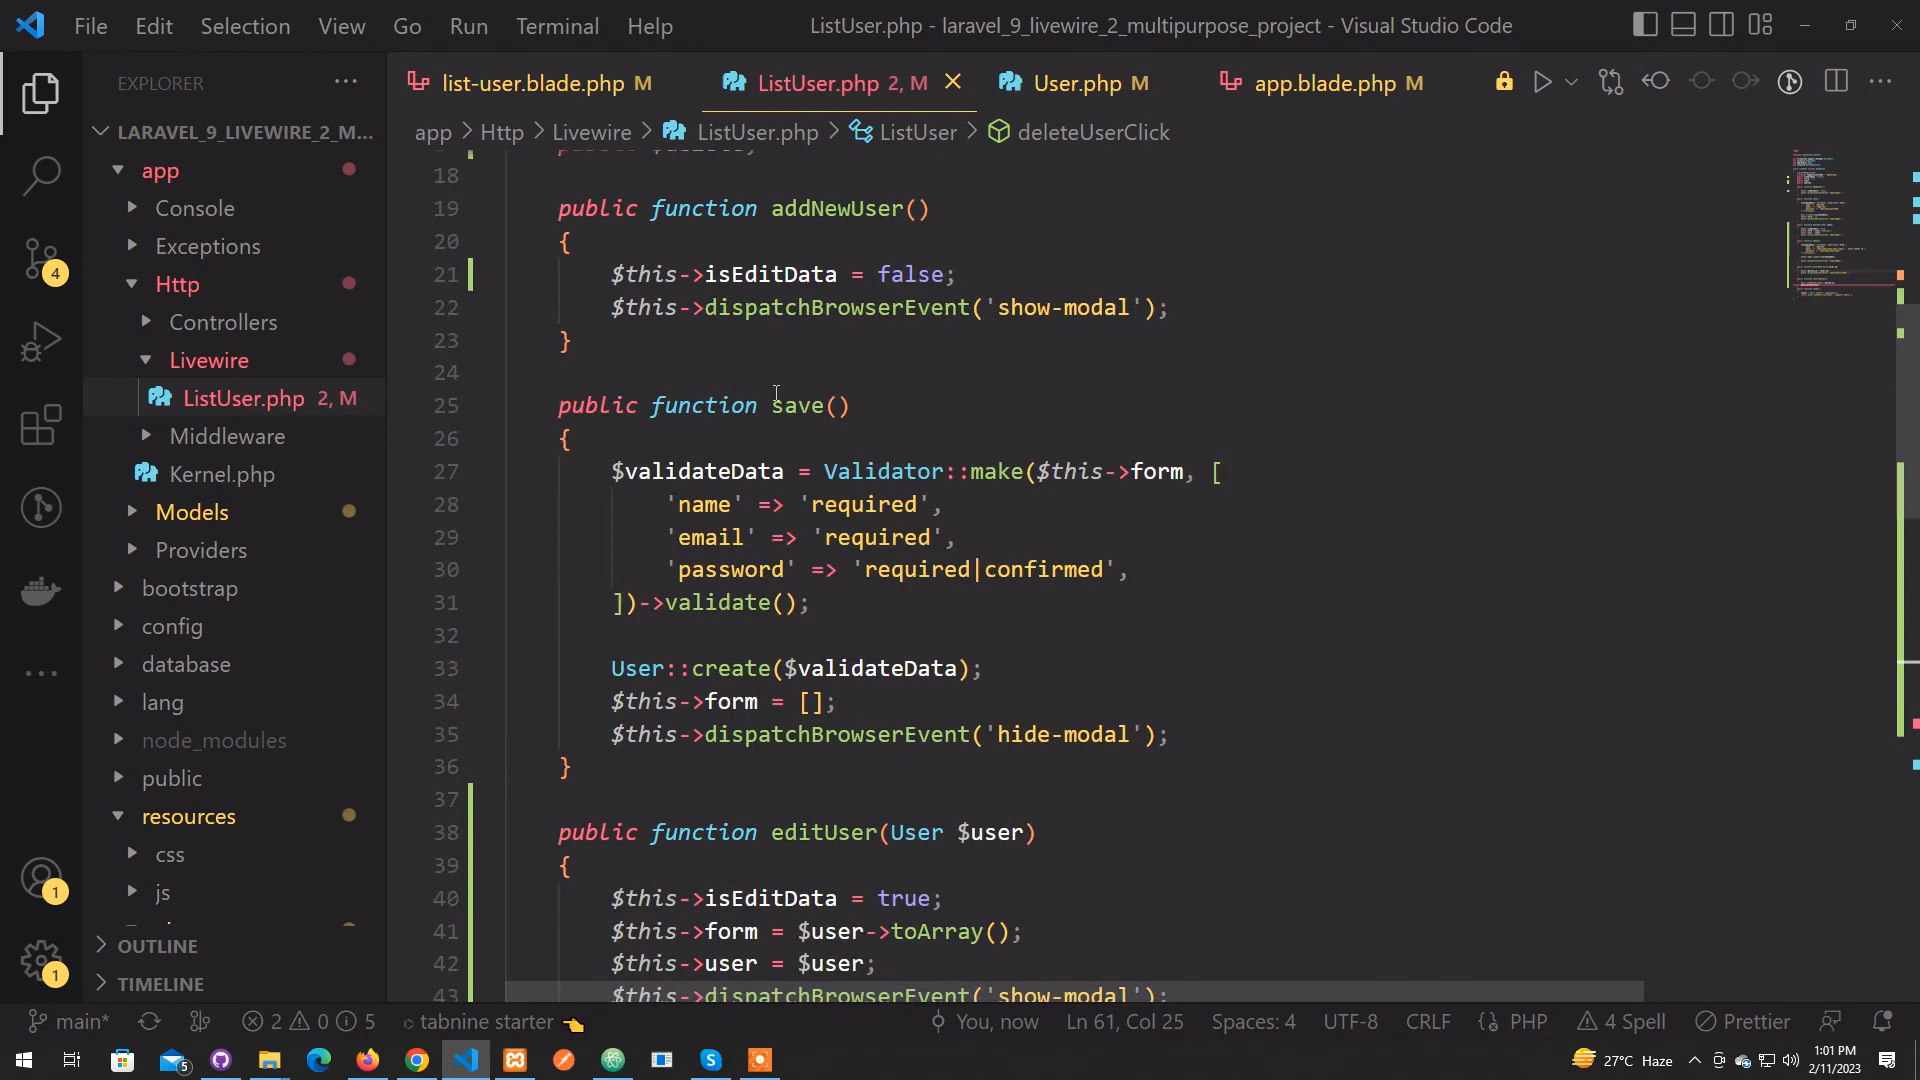 File Edit Selection View Go Run Terminal Help
ListUser.php - laravel_9_livewire_2_multipurpose_project - Visual Studio Code
EXPLORER
LARAVEL_9_LIVEWIRE_2_M...
app
Console
Exceptions
Http
Controllers
Livewire
ListUser.php 2, M
Middleware
Kernel.php
Models
Providers
bootstrap
config
database
lang
node_modules
public
resources
css
js
OUTLINE
TIMELINE
4
1
1
list-user.blade.php M
ListUser.php 2, M
User.php M
app.blade.php M
app > Http > Livewire > ListUser.php > ListUser > deleteUserClick
18
19 public function addNewUser()
20 {
21 $this->isEditData = false;
22 $this->dispatchBrowserEvent('show-modal');
23 }
24
25 public function save()
26 {
27 $validateData = Validator::make($this->form, [
28 'name' => 'required',
29 'email' => 'required',
30 'password' => 'required|confirmed',
31 ])->validate();
32
33 User::create($validateData);
34 $this->form = [];
35 $this->dispatchBrowserEvent('hide-modal');
36 }
37
38 public function editUser(User $user)
39 {
40 $this->isEditData = true;
41 $this->form = $user->toArray();
42 $this->user = $user;
43 $this->dispatchBrowserEvent('show-modal');
main* 2 0 5 tabnine starter You, now Ln 61, Col 25 Spaces: 4 UTF-8 CRLF PHP 4 Spell Prettier
5
27°C Haze
1:01 PM
2/11/2023